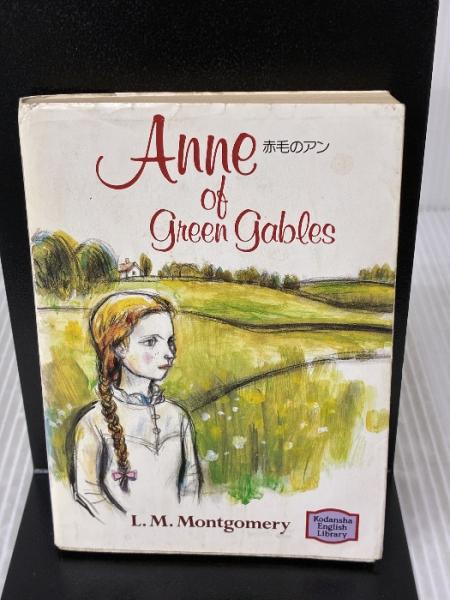 Anne
赤毛のアン
of
Green Gables
L. M. Montgomery
Kodansha
English
Library